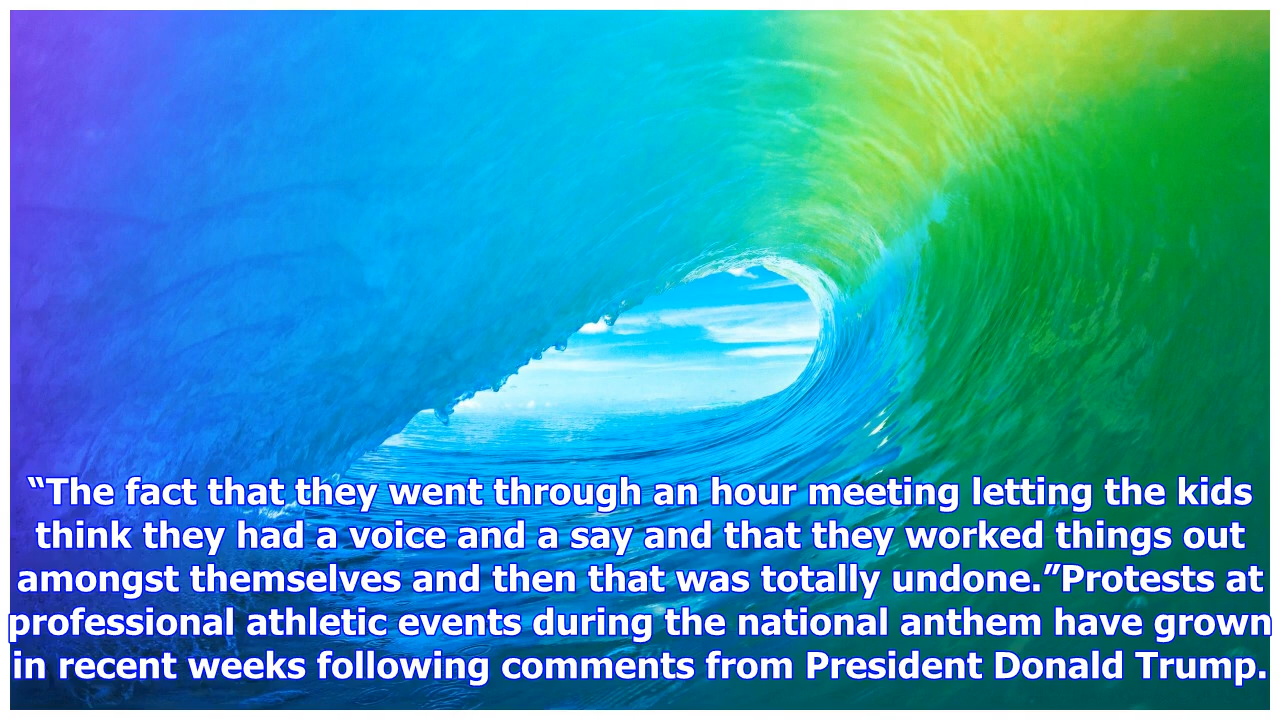 “The fact that they went through an hour meeting letting the kids
think they had a voice and a say and that they worked things out
amongst themselves and then that was totally undone.”Protests at
professional athletic events during the national anthem have grown
in recent weeks following comments from President Donald Trump.